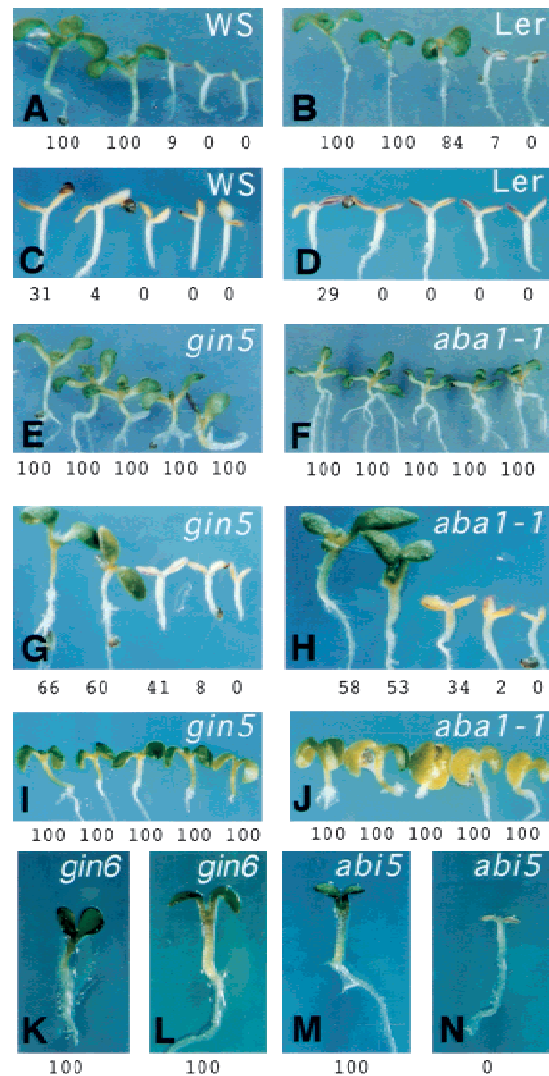 WS
A
100 100 9 0 0
Ler
B
100 100 84 7 0
WS
C
31 4 0 0 0
Ler
D
29 0 0 0 0
gin5
E
100 100 100 100 100
aba1-1
F
100 100 100 100 100
gin5
G
66 60 41 8 0
aba1-1
H
58 53 34 2 0
gin5
I
100 100 100 100 100
aba1-1
J
100 100 100 100 100
gin6
K
100
gin6
L
100
abi5
M
100
abi5
N
0